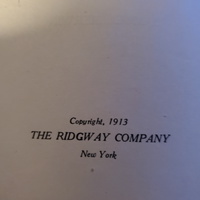 Copyright, 1913
THE RIDGWAY COMPANY
New York